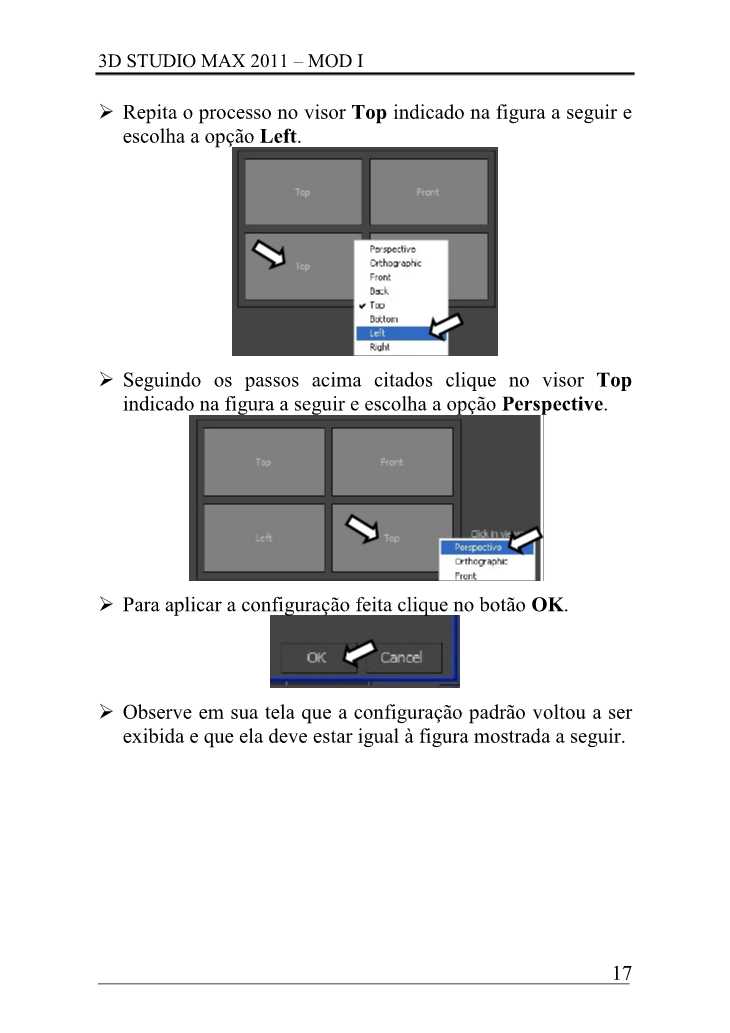 3D STUDIO MAX 2011 – MOD I
➢ Repita o processo no visor Top indicado na figura a seguir e
escolha a opção Left.
Top
Front
Top
Perspective
Orthographic
Front
Back
✔ Top
Bottom
Left
Right
➢ Seguindo os passos acima citados clique no visor Top
indicado na figura a seguir e escolha a opção Perspective.
Top
Front
Left
Top
Click in
Perspective
Orthographic
Front
➢ Para aplicar a configuração feita clique no botão OK.
OK
Cancel
➢ Observe em sua tela que a configuração padrão voltou a ser
exibida e que ela deve estar igual à figura mostrada a seguir.
17